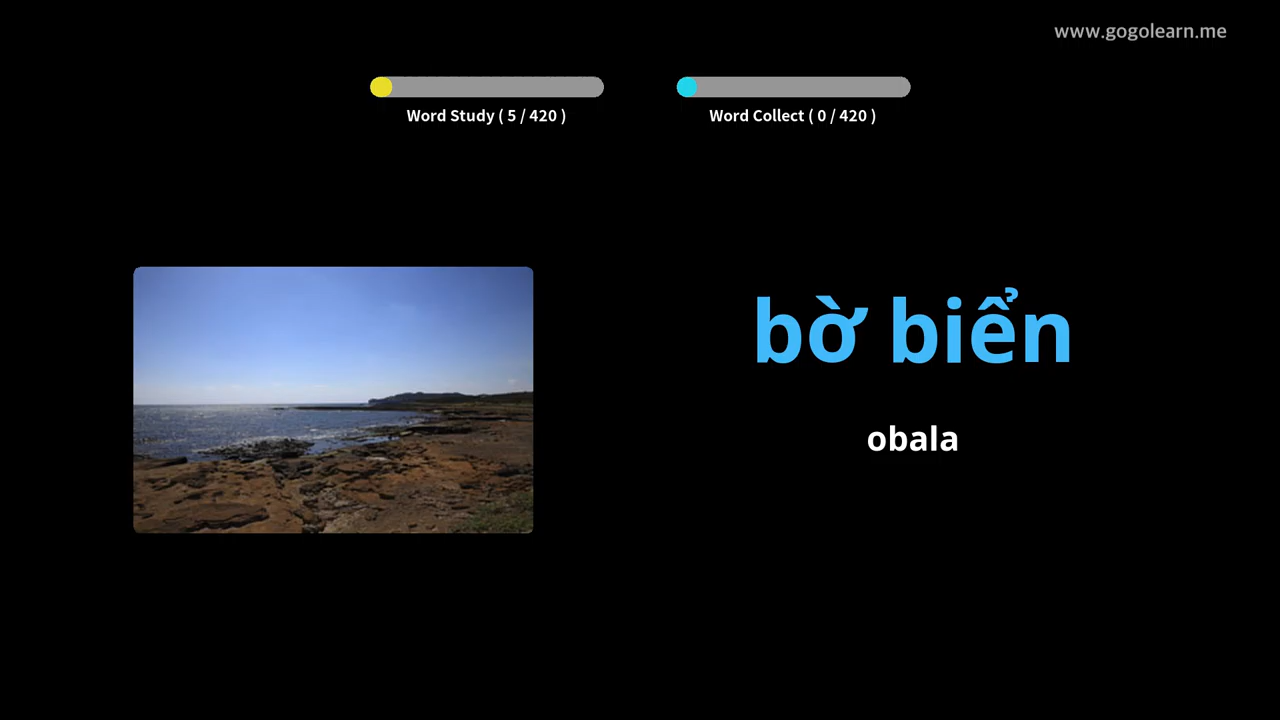 www.gogolearn.me
Word Study ( 5 / 420 )
Word Collect ( 0 / 420 )
bờ biển
obala